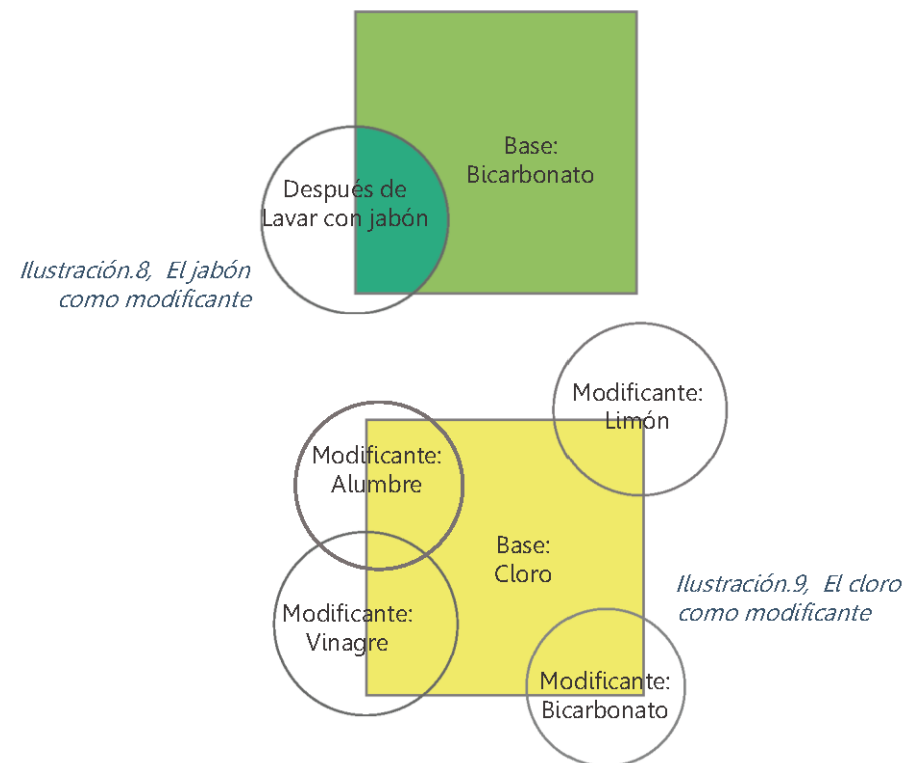 Base:
Bicarbonato
Después de
Lavar con jabón
Ilustración.8, El jabón
como modificante
Modificante:
Limón
Modificante:
Alumbre
Base:
Cloro
Ilustración.9, El cloro
como modificante
Modificante:
Vinagre
Modificante:
Bicarbonato